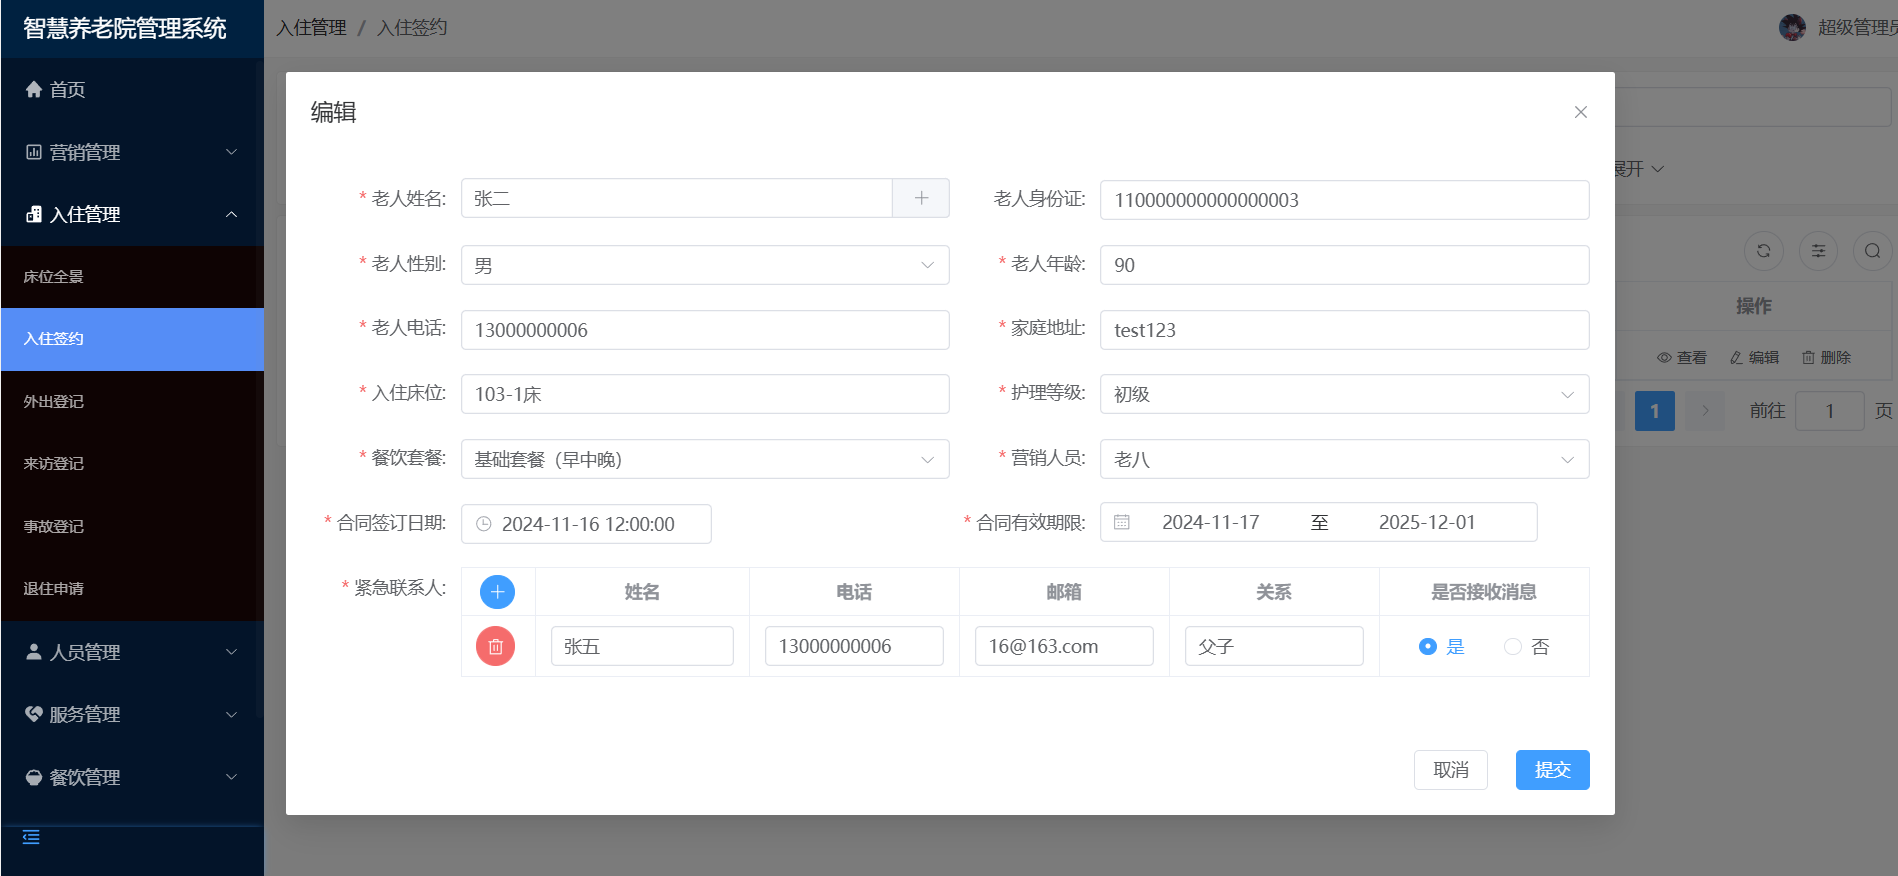 智慧养老院管理系统
入住管理 / 入住签约
超级管理员
首页
营销管理
入住管理
床位全景
入住签约
外出登记
来访登记
事故登记
退住申请
人员管理
服务管理
餐饮管理
编辑
* 老人姓名: 张二
老人身份证: 110000000000000003
* 老人性别: 男
* 老人年龄: 90
* 老人电话: 13000000006
* 家庭地址: test123
* 入住床位: 103-1床
* 护理等级: 初级
* 餐饮套餐: 基础套餐（早中晚）
* 营销人员: 老八
* 合同签订日期: 2024-11-16 12:00:00
* 合同有效期限: 2024-11-17 至 2025-12-01
* 紧急联系人:
姓名 电话 邮箱 关系 是否接收消息
张五 13000000006 16@163.com 父子 是 否
取消 提交
展开
操作
查看 编辑 删除
1 前往 1 页